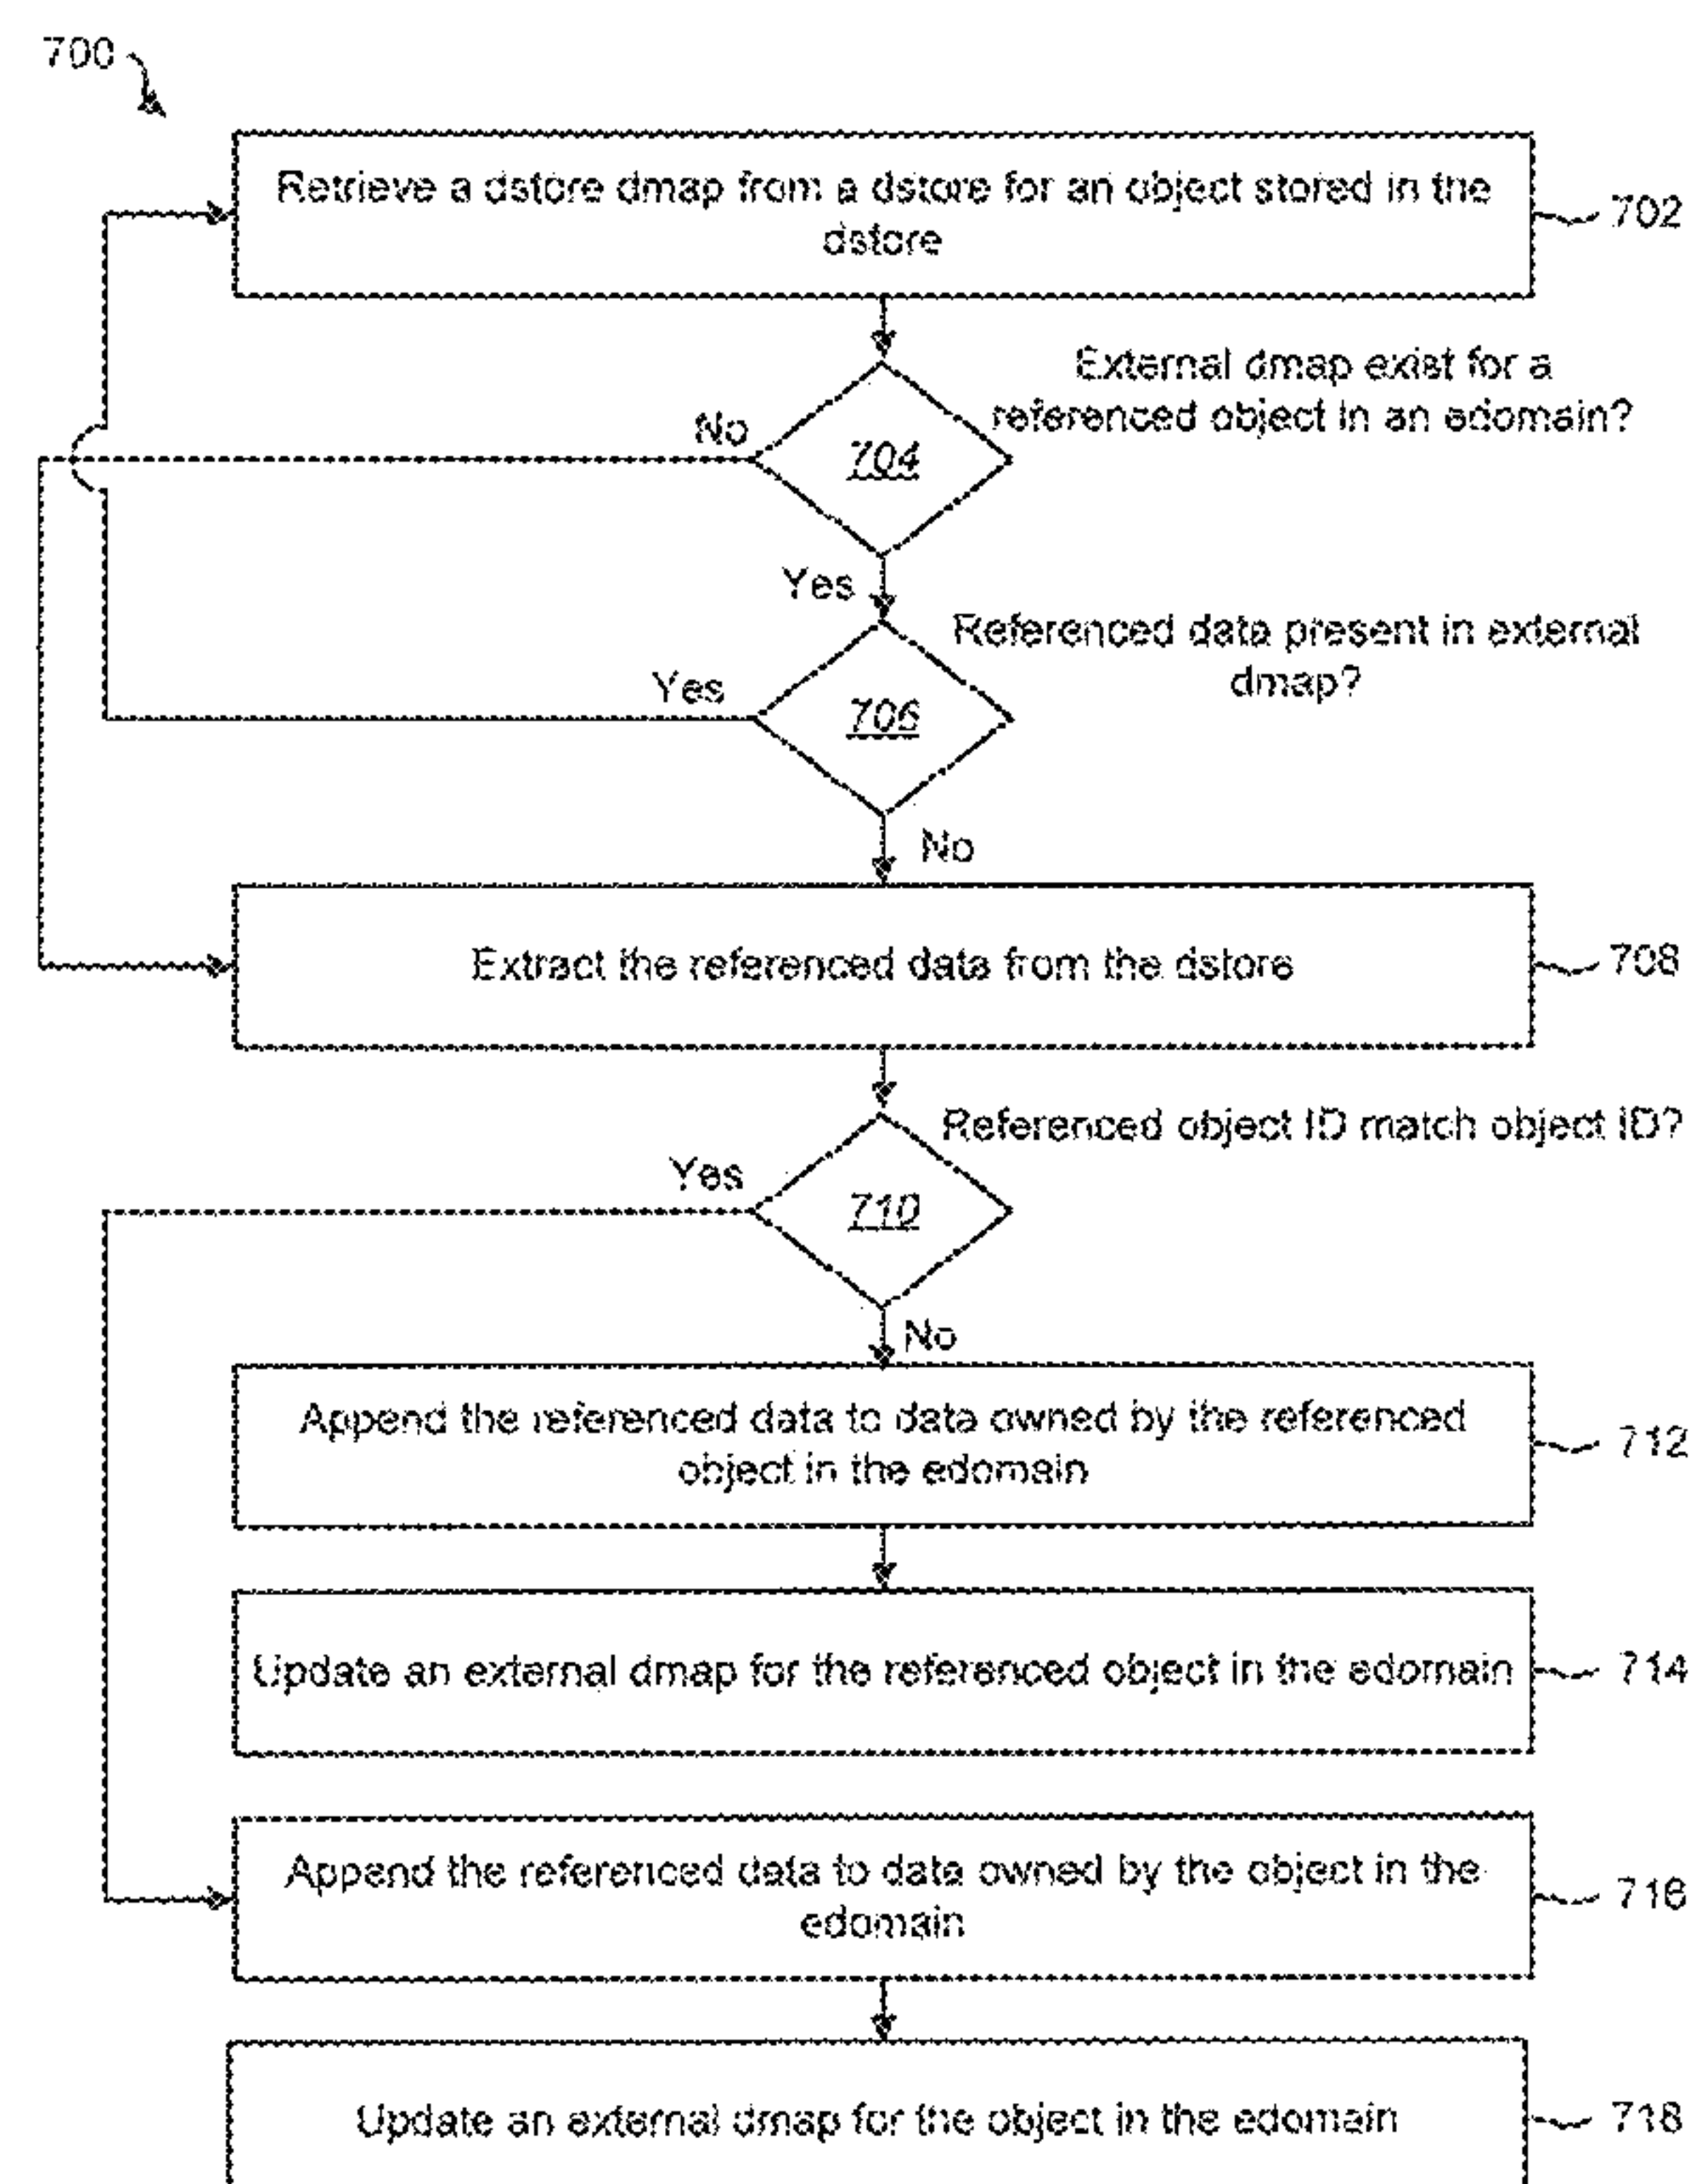 700
Retrieve a dstore dmap from a dstore for an object stored in the
dstore
702
External dmap exist for a
referenced object in an edomain?
No
704
Yes
Referenced data present in external
dmap?
Yes
706
No
Extract the referenced data from the dstore
708
Referenced object ID match object ID?
Yes
710
No
Append the referenced data to data owned by the referenced
object in the edomain
712
Update an external dmap for the referenced object in the edomain
714
Append the referenced data to data owned by the object in the
edomain
716
Update an external dmap for the object in the edomain
718